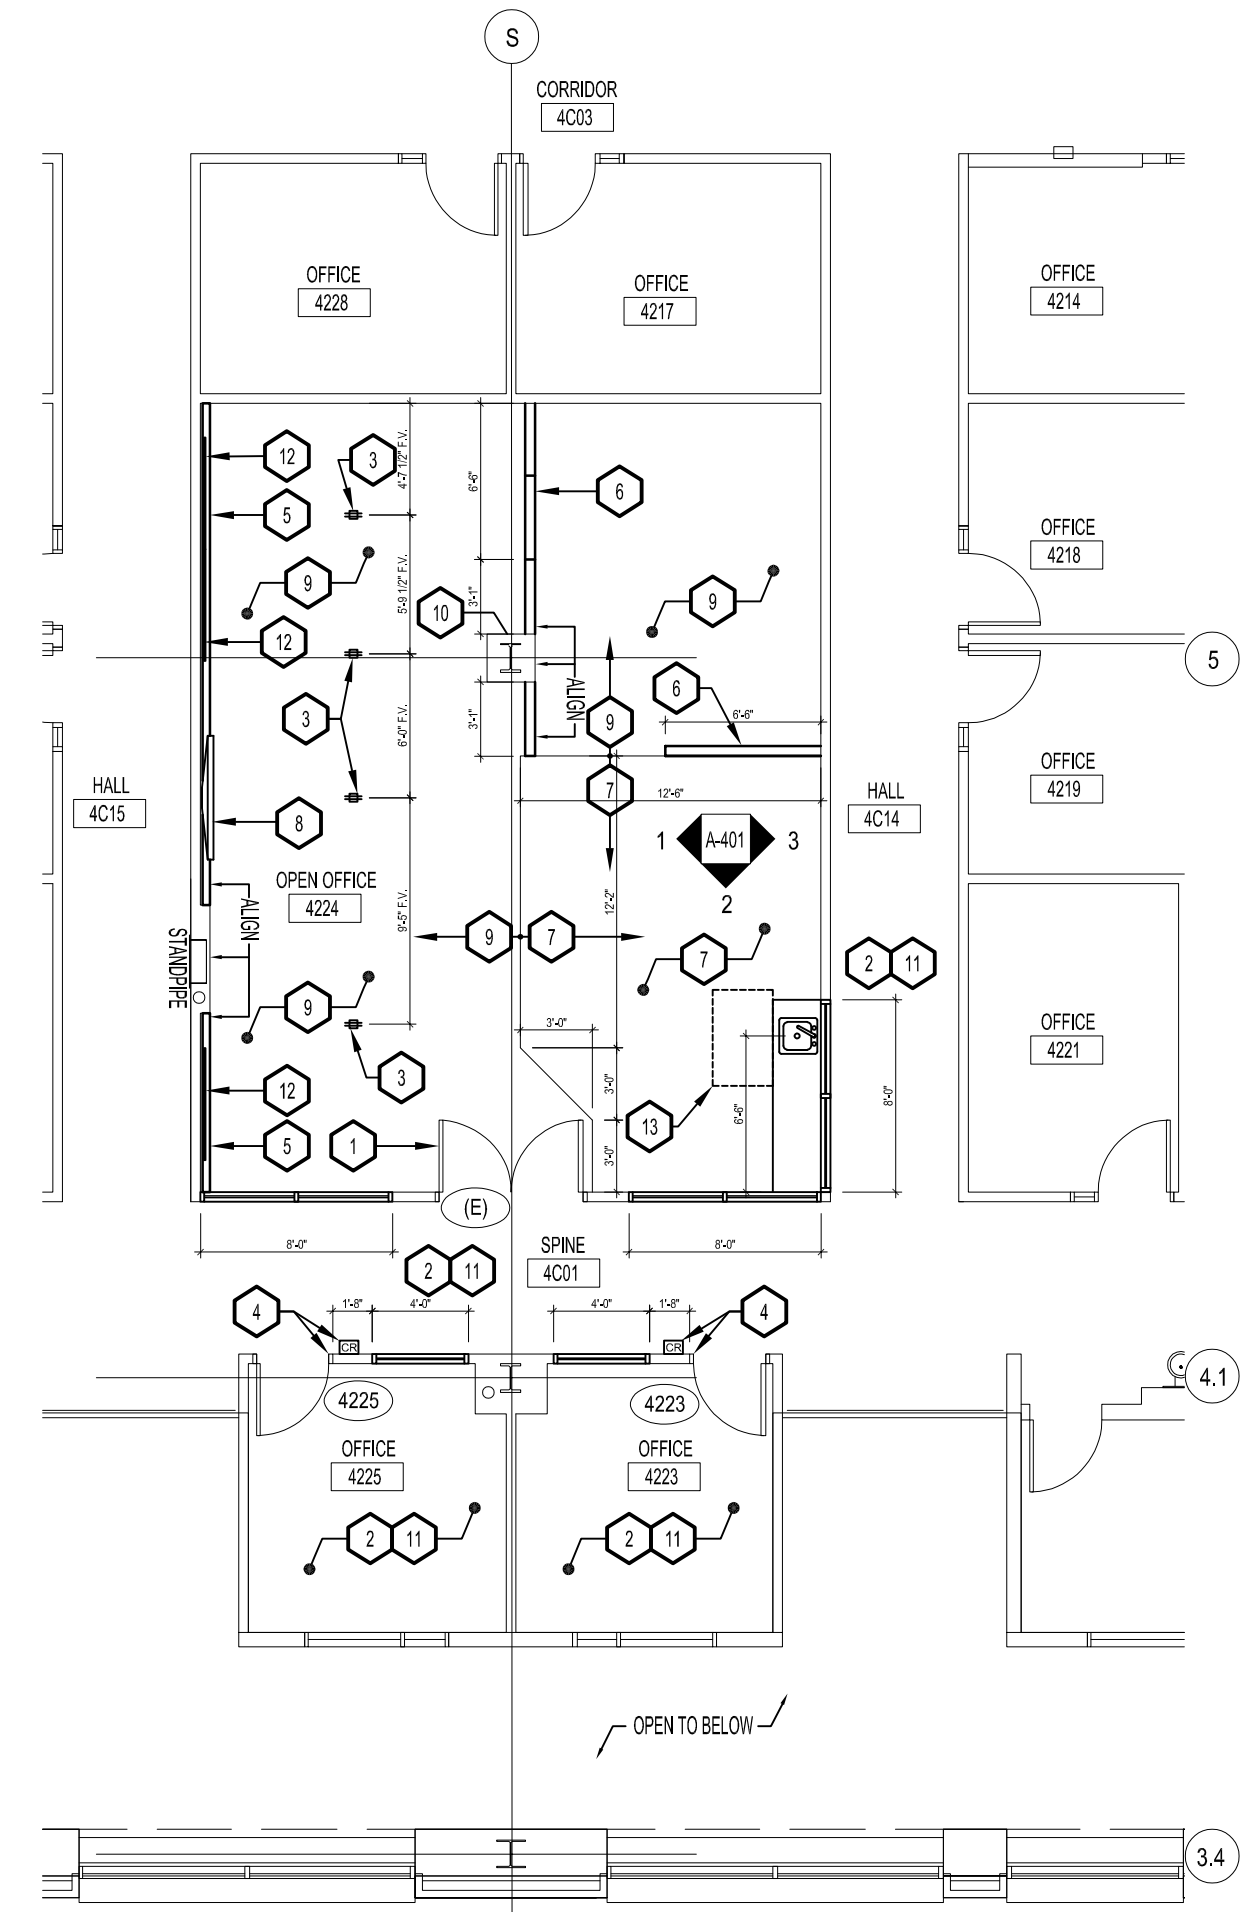 S
CORRIDOR
4C03
OFFICE
4228
OFFICE
4217
OFFICE
4214
12
3
4'-7 1/2" F.V.
6'-6"
6
5
OFFICE
4218
9
5'-9 1/2" F.V.
3'-1"
9
10
12
5
ALIGN
6
3
6'-0" F.V.
3'-1"
9
6'-6"
OFFICE
4219
HALL
4C15
7
12'-6"
HALL
4C14
8
1
A-401
3
2
OPEN OFFICE
4224
ALIGN
9'-5" F.V.
12'-2"
STANDPIPE
9
7
7
2
11
9
3'-0"
OFFICE
4221
12
3
3'-0"
6'-6"
8'-0"
13
5
1
3'-0"
(E)
8'-0"
SPINE
4C01
8'-0"
2
11
4
1'-8"
4'-0"
4'-0"
1'-8"
4
CR
CR
4.1
4225
4223
OFFICE
4225
OFFICE
4223
2
11
2
11
OPEN TO BELOW
3.4